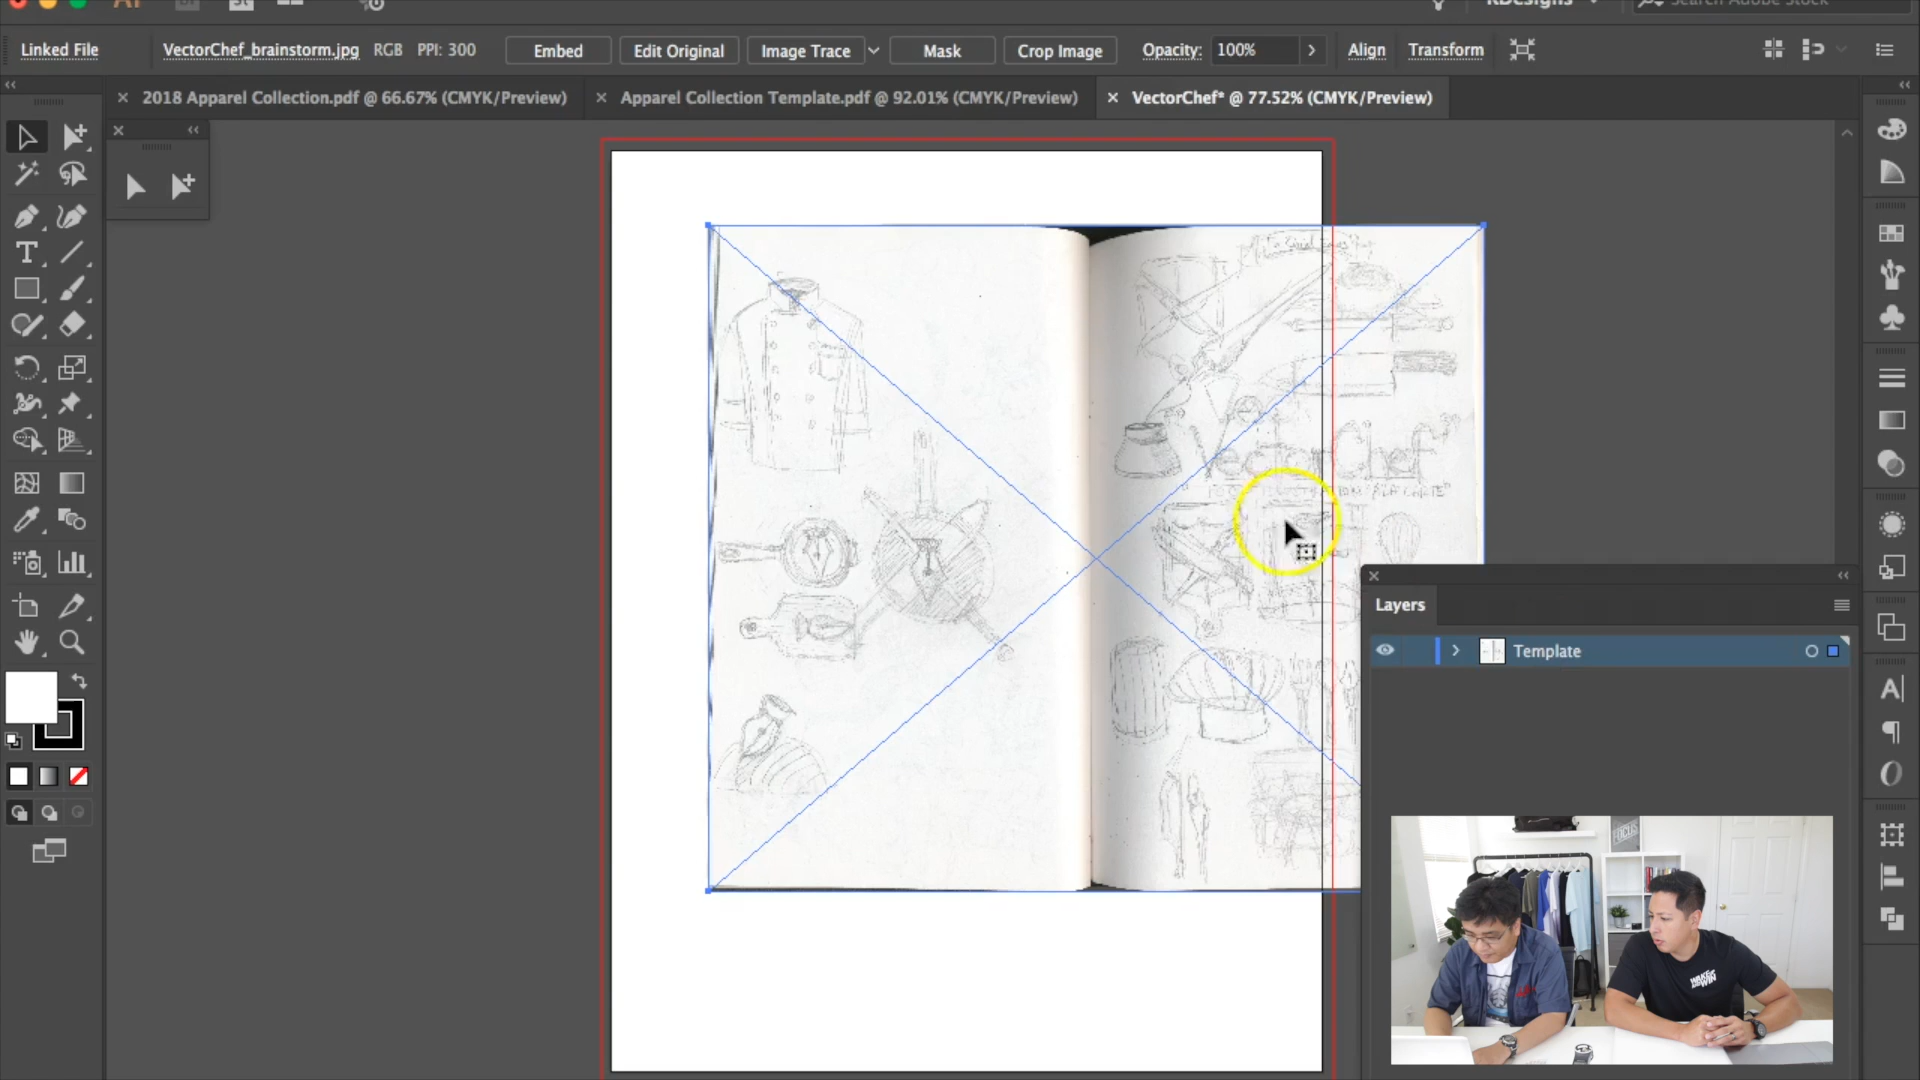 Linked File
VectorChef_brainstorm.jpg
RGB
PPI: 300
Embed
Edit Original
Image Trace
Mask
Crop Image
Opacity:
100%
Align
Transform
2018 Apparel Collection.pdf @ 66.67% (CMYK/Preview)
Apparel Collection Template.pdf @ 92.01% (CMYK/Preview)
VectorChef* @ 77.52% (CMYK/Preview)
Layers
Template
FOCUS